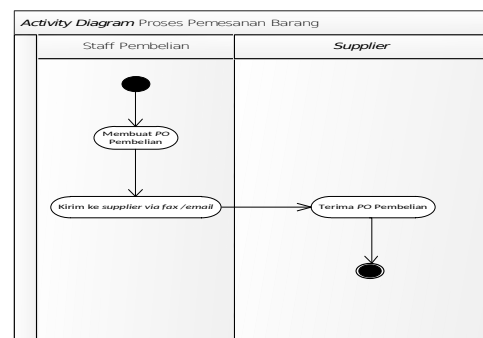 Activity Diagram Proses Pemesanan Barang
Staff Pembelian
Supplier
Membuat PO
Pembelian
Kirim ke supplier via fax /email
Terima PO Pembelian